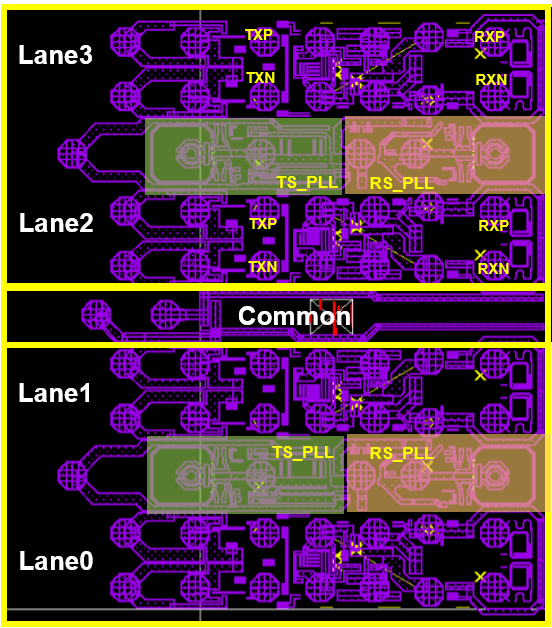 Lane3
TXP
RXP
TXN
RXN
TS_PLL
RS_PLL
Lane2
TXP
RXP
TXN
RXN
Common
Lane1
TS_PLL
RS_PLL
Lane0